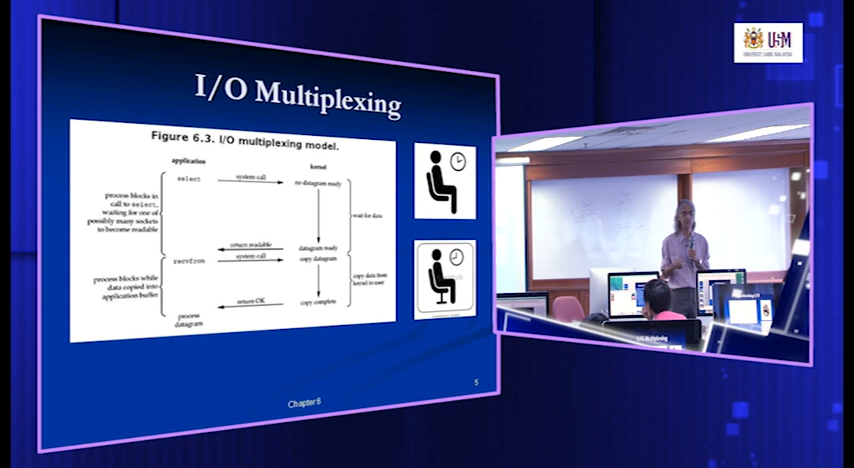 I/O Multiplexing
Figure 6.3. I/O multiplexing model.
application
kernel
select
system call
no datagram ready
process blocks in
call to select,
waiting for one of
possibly many sockets
to become readable
wait for data
return readable
datagram ready
recvfrom
system call
copy datagram
process blocks while
data copied into
application buffer
copy data from
kernel to user
return OK
copy complete
process
datagram
Chapter 6
5
USM
UNIVERSITI SAINS MALAYSIA
I/O Multiplexing